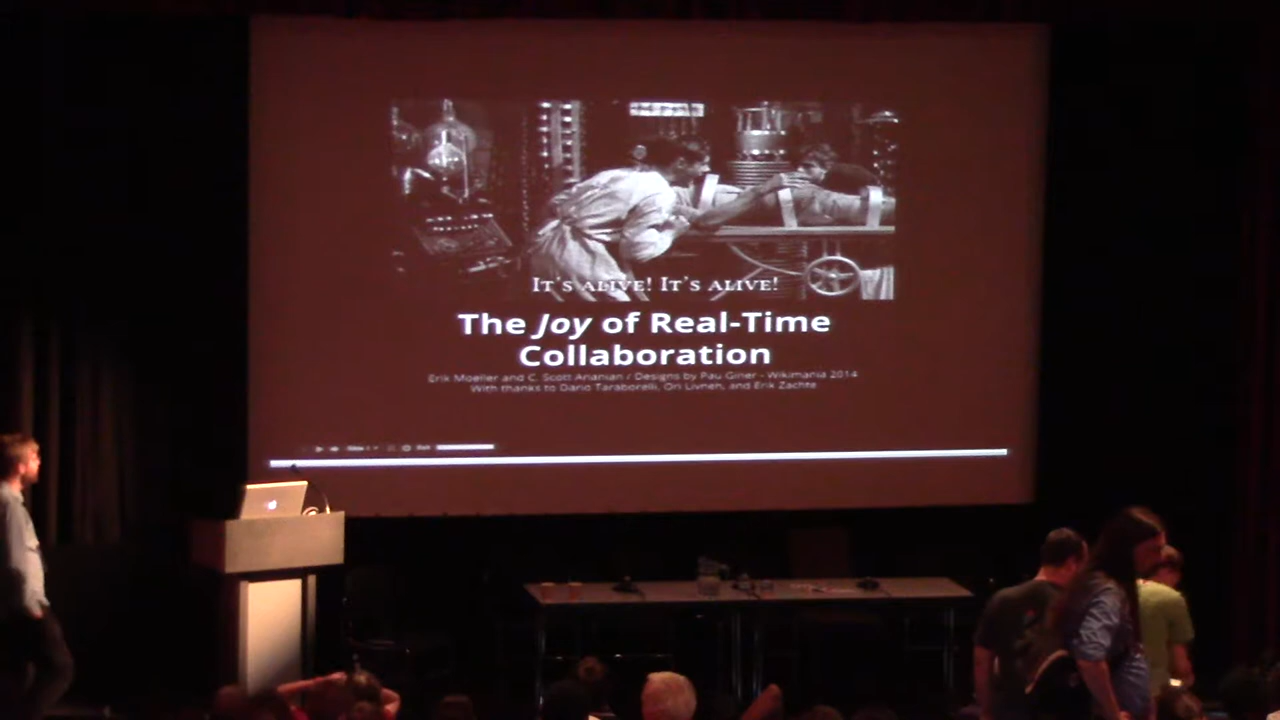 It's alive! It's alive!
The Joy of Real-Time
Collaboration
Erik Moeller and C. Scott Ananian / Designs by Pau Giner - Wikimania 2014
With thanks to Dario Taraborelli, Ori Livneh, and Erik Zachte